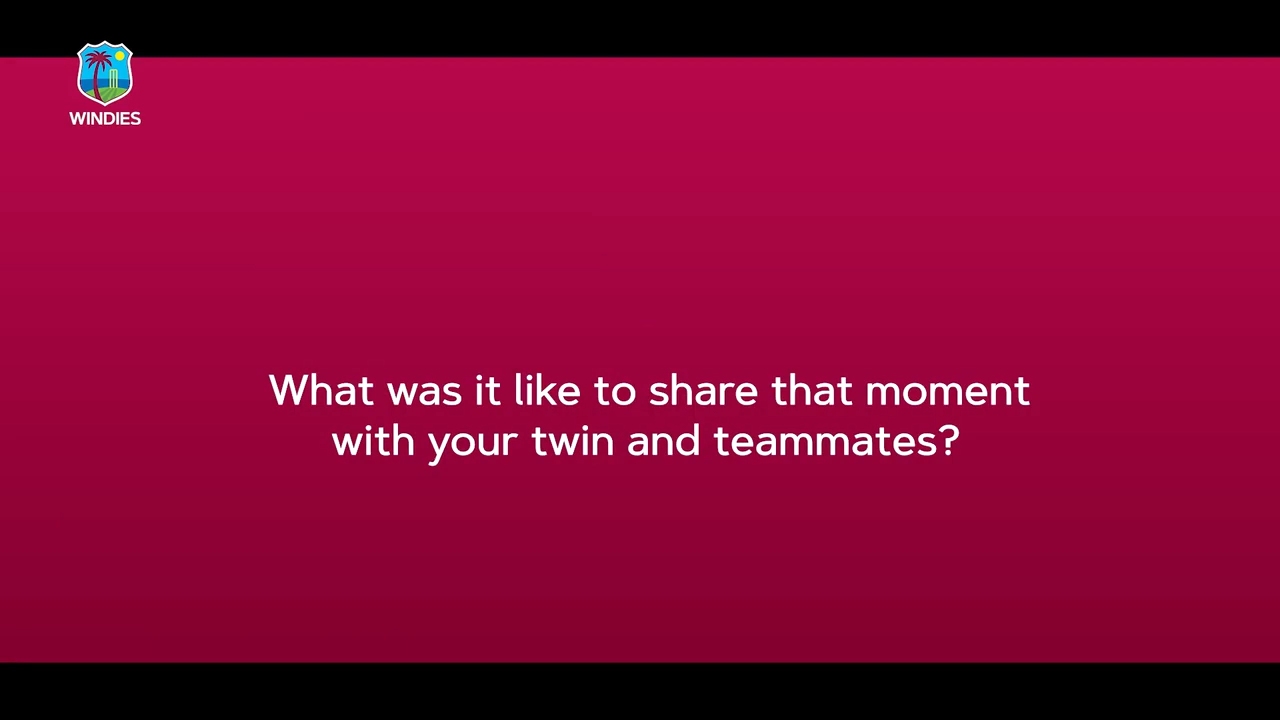 WINDIES
What was it like to share that moment
with your twin and teammates?